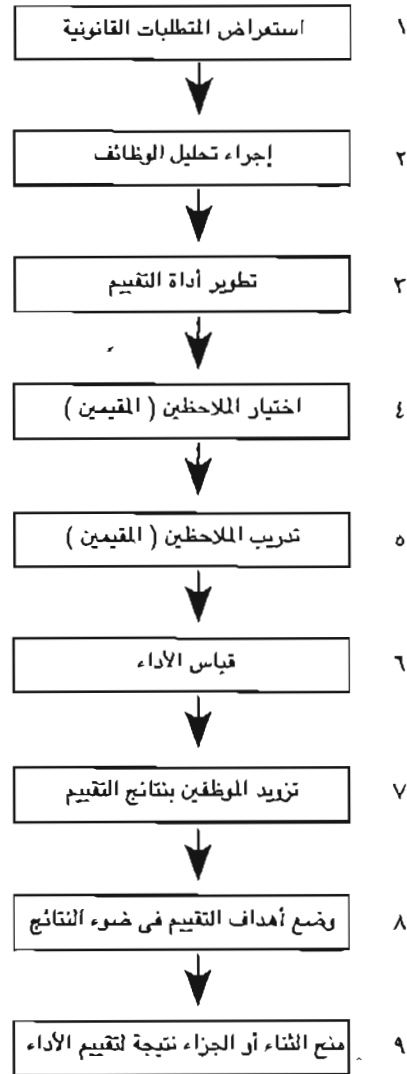 استعراض المتطلبات القانونية ١
إجراء تحليل الوظائف ٢
تطوير أداة التقييم ٣
اختيار الملاحظين ( المقيمين ) ٤
تدريب الملاحظين ( المقيمين ) ٥
قياس الأداء ٦
تزويد الموظفين بنتائج التقييم ٧
وضع أهداف التقييم فى ضوء النتائج ٨
منح الثناء أو الجزاء نتيجة لتقييم الأداء ٩